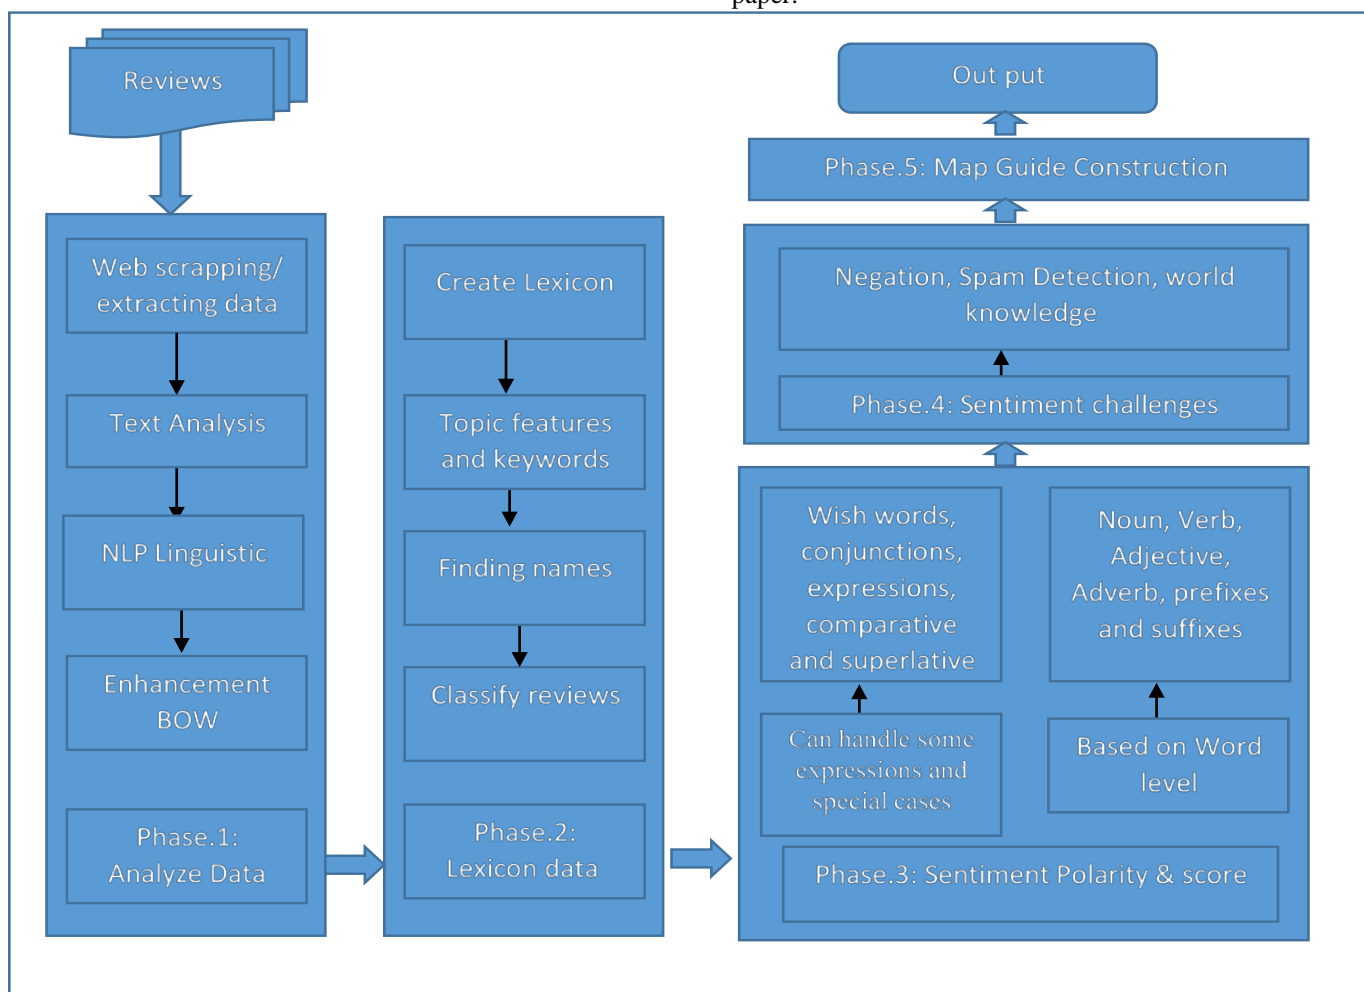 paper.
Reviews
Web scrapping/
extracting data
Text Analysis
NLP Linguistic
Enhancement
BOW
Phase.1:
Analyze Data
Create Lexicon
Topic features
and keywords
Finding names
Classify reviews
Phase.2:
Lexicon data
Out put
Phase.5: Map Guide Construction
Negation, Spam Detection, world
knowledge
Phase.4: Sentiment challenges
Wish words,
conjunctions,
expressions,
comparative
and superlative
Can handle some
expressions and
special cases
Noun, Verb,
Adjective,
Adverb, prefixes
and suffixes
Based on Word
level
Phase.3: Sentiment Polarity & score